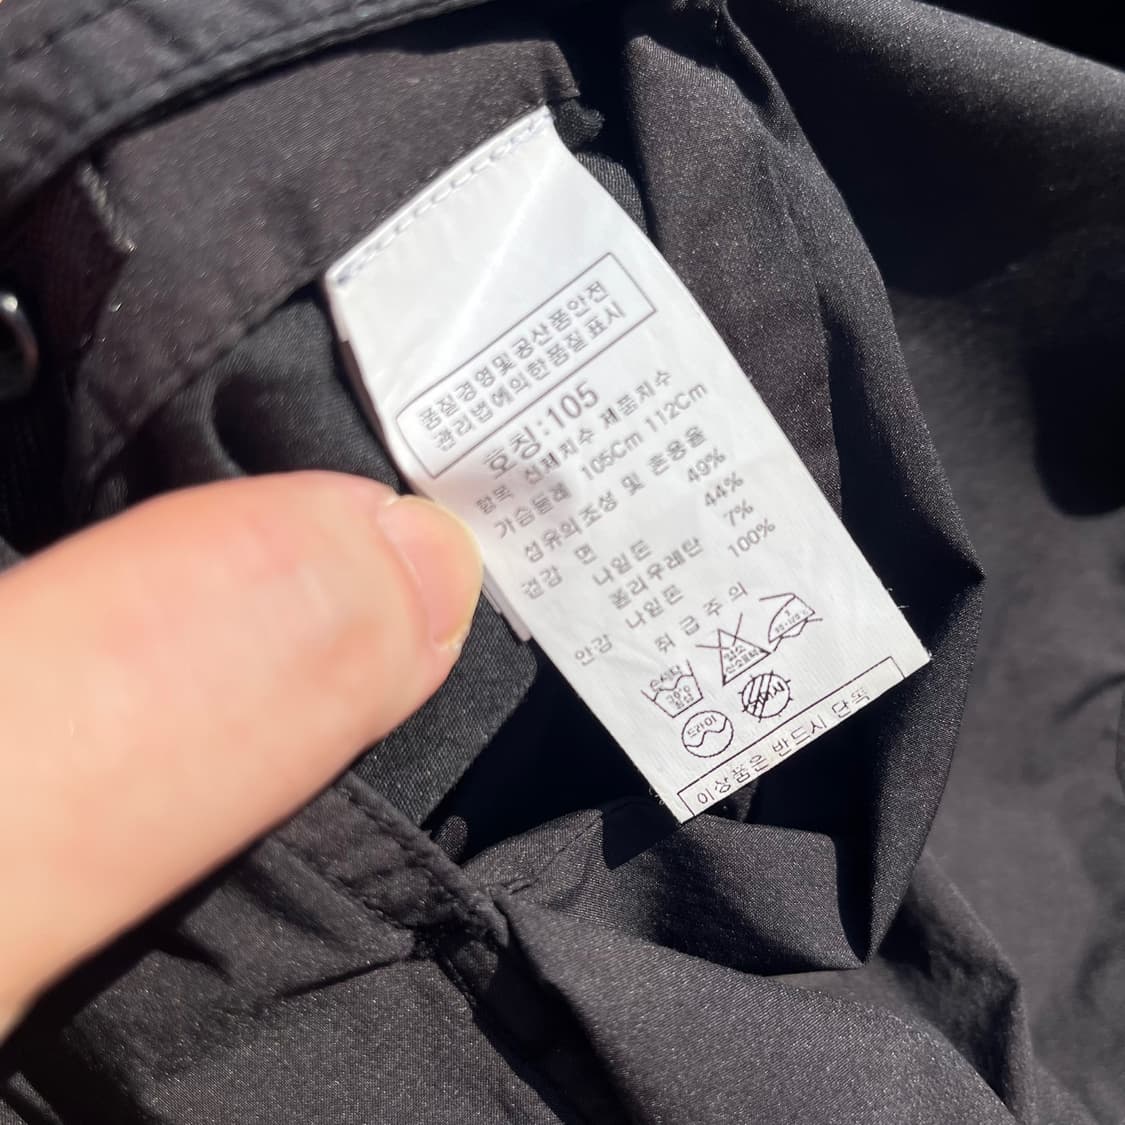 품질경영및공산품안전
관리법에의한품질표시
호칭:105
항목 신체치수 제품치수
가슴둘레 105Cm 112Cm
섬유의조성 및 혼용율
겉감 면 49%
나일론 44%
폴리우레탄 7%
안감 나일론 100%
취급주의
드라이
이상품은 반드시 단독